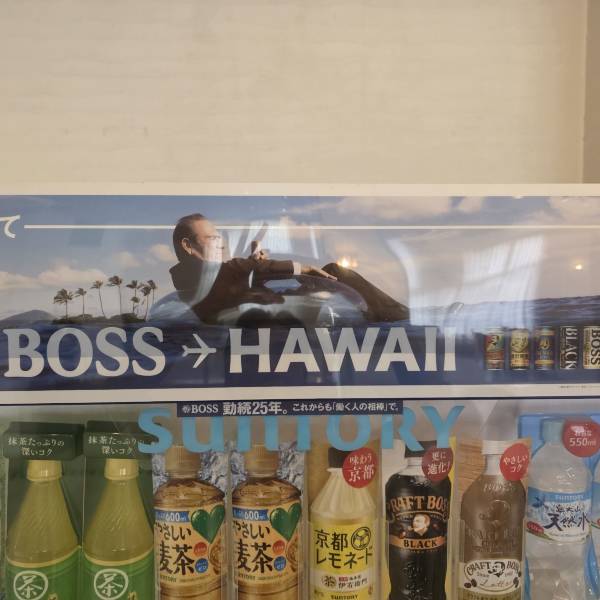 て
BOSS → HAWAII
BLACK
BOSS
BOSS 勤続25年。これからも「働く人の相棒」で。
SUNTORY
抹茶たっぷりの
深いコク
抹茶たっぷりの
深いコク
茶
茶
600ml
やさしい
麦茶
600ml
やさしい
麦茶
味わう
京都
京都
レモネード
伊右衛門
SUNTORY
更に
進化
CRAFT BOSS
BLACK
やさしい
コク
CRAFT BOSS
Latte
550ml
SUNTORY
天然水